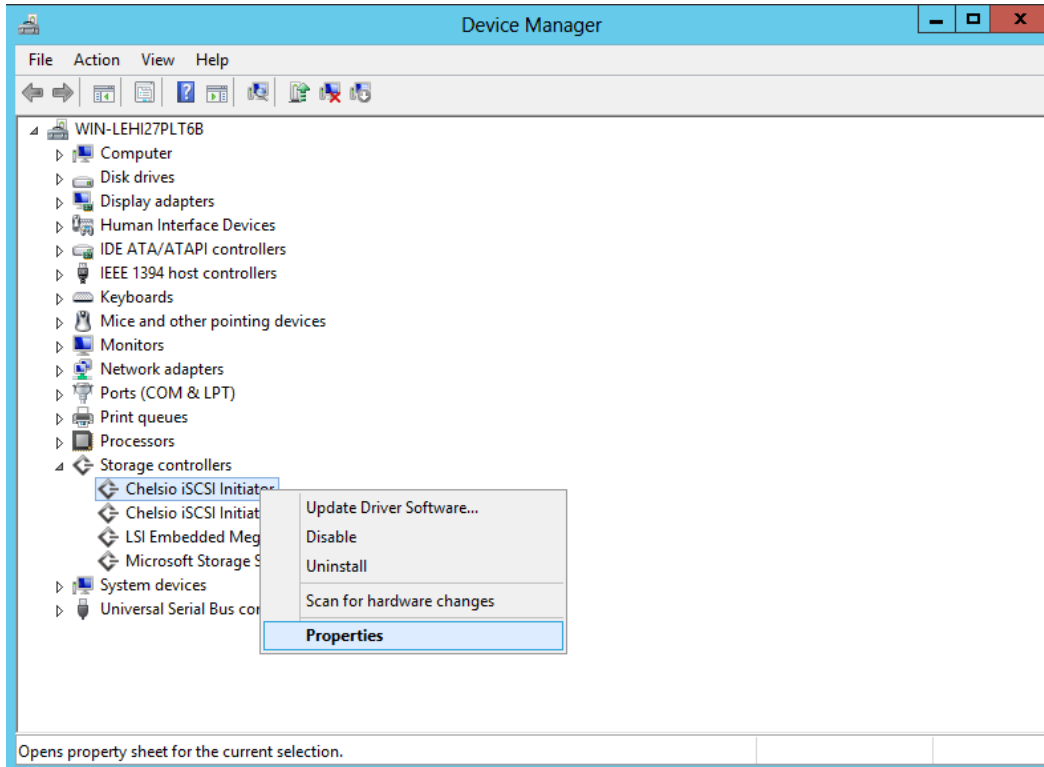 Device Manager
File Action View Help
WIN-LEHI27PLT6B
Computer
Disk drives
Display adapters
Human Interface Devices
IDE ATA/ATAPI controllers
IEEE 1394 host controllers
Keyboards
Mice and other pointing devices
Monitors
Network adapters
Ports (COM & LPT)
Print queues
Processors
Storage controllers
Chelsio iSCSI Initiator
Chelsio iSCSI Initiat
LSI Embedded Meg
Microsoft Storage S
System devices
Universal Serial Bus cor
Update Driver Software...
Disable
Uninstall
Scan for hardware changes
Properties
Opens property sheet for the current selection.